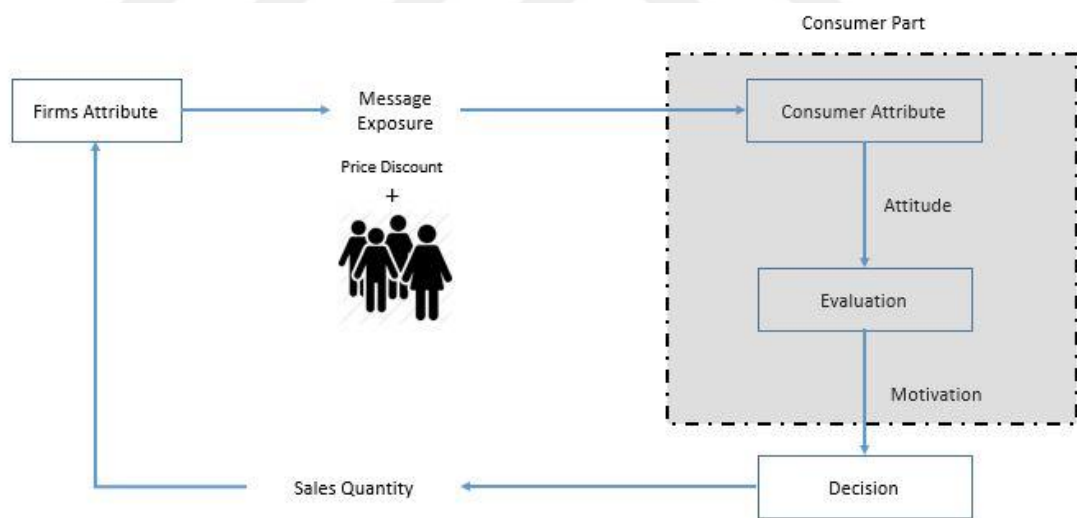 Consumer Part
Firms Attribute
Message
Exposure
Consumer Attribute
Price Discount
+
Attitude
Evaluation
Motivation
Sales Quantity
Decision